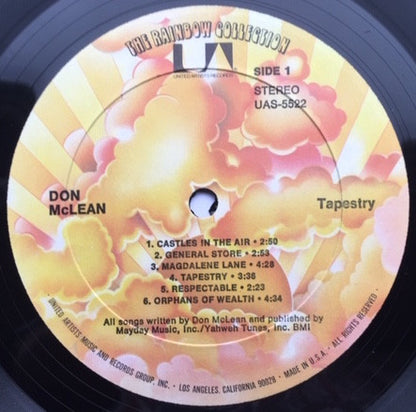 THE RAINBOW COLLECTION
UA
UNITED ARTISTS RECORDS
SIDE 1
STEREO
UAS-5522
DON
McLEAN
Tapestry
1. CASTLES IN THE AIR • 2:50
2. GENERAL STORE • 2:53
3. MAGDALENE LANE • 4:28
4. TAPESTRY • 3:36
5. RESPECTABLE • 2:23
6. ORPHANS OF WEALTH • 4:34
All songs written by Don McLean and published by
Mayday Music, Inc./Yahweh Tunes, Inc. BMI
UNITED ARTISTS MUSIC AND RECORDS GROUP, INC. • LOS ANGELES, CALIFORNIA 90028 • MADE IN U.S.A. • ALL RIGHTS RESERVED